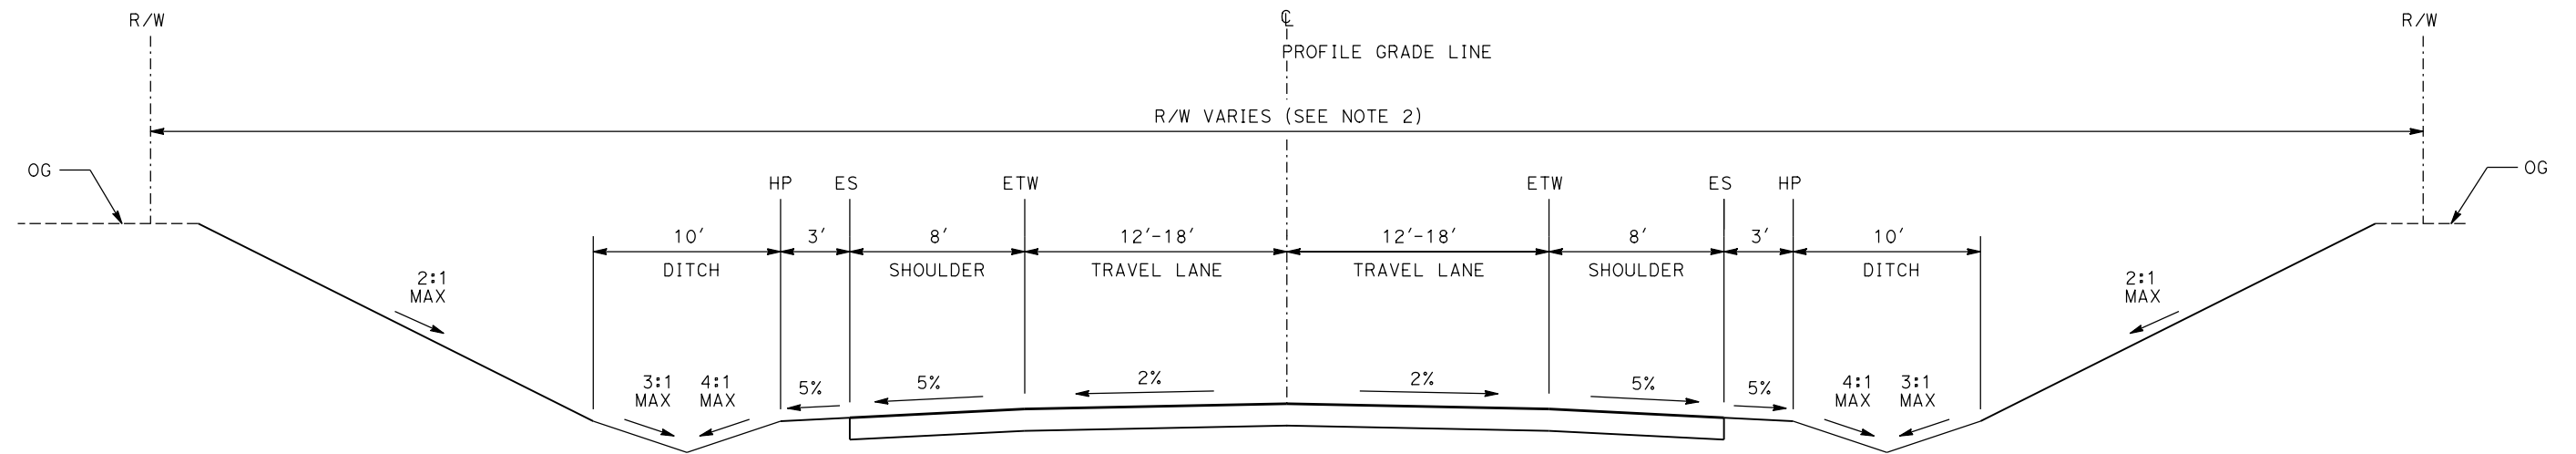 R/W
℄
R/W
PROFILE GRADE LINE
R/W VARIES (SEE NOTE 2)
OG
OG
HP
ES
ETW
ETW
ES
HP
10'
3'
8'
12'-18'
12'-18'
8'
3'
10'
DITCH
SHOULDER
TRAVEL LANE
TRAVEL LANE
SHOULDER
DITCH
2:1
MAX
2:1
MAX
3:1
MAX
4:1
MAX
5%
5%
2%
2%
5%
5%
4:1
MAX
3:1
MAX